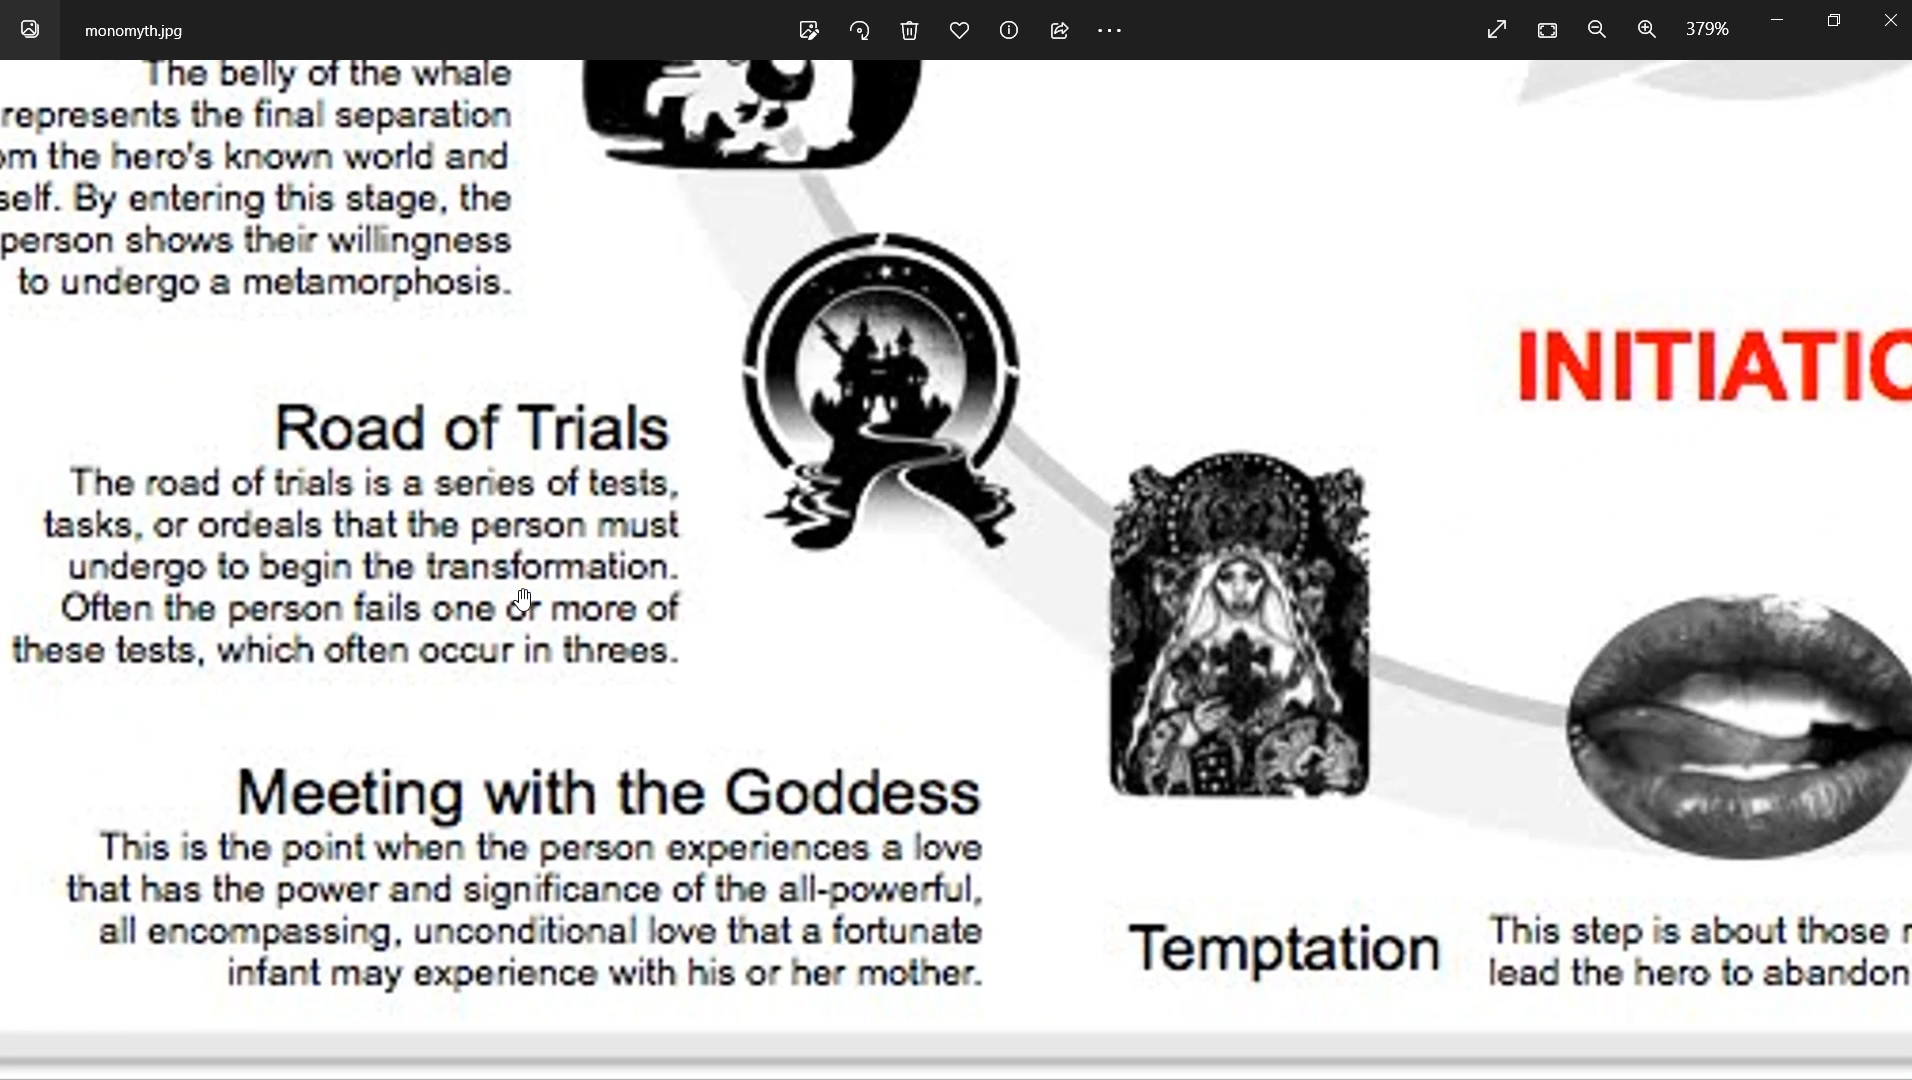 monomyth.jpg
379%
The belly of the whale
represents the final separation
om the hero's known world and
self. By entering this stage, the
person shows their willingness
to undergo a metamorphosis.
INITIATIC
Road of Trials
The road of trials is a series of tests,
tasks, or ordeals that the person must
undergo to begin the transformation.
Often the person fails one or more of
these tests, which often occur in threes.
Meeting with the Goddess
This is the point when the person experiences a love
that has the power and significance of the all-powerful,
all encompassing, unconditional love that a fortunate
infant may experience with his or her mother.
Temptation
This step is about those
lead the hero to abandon